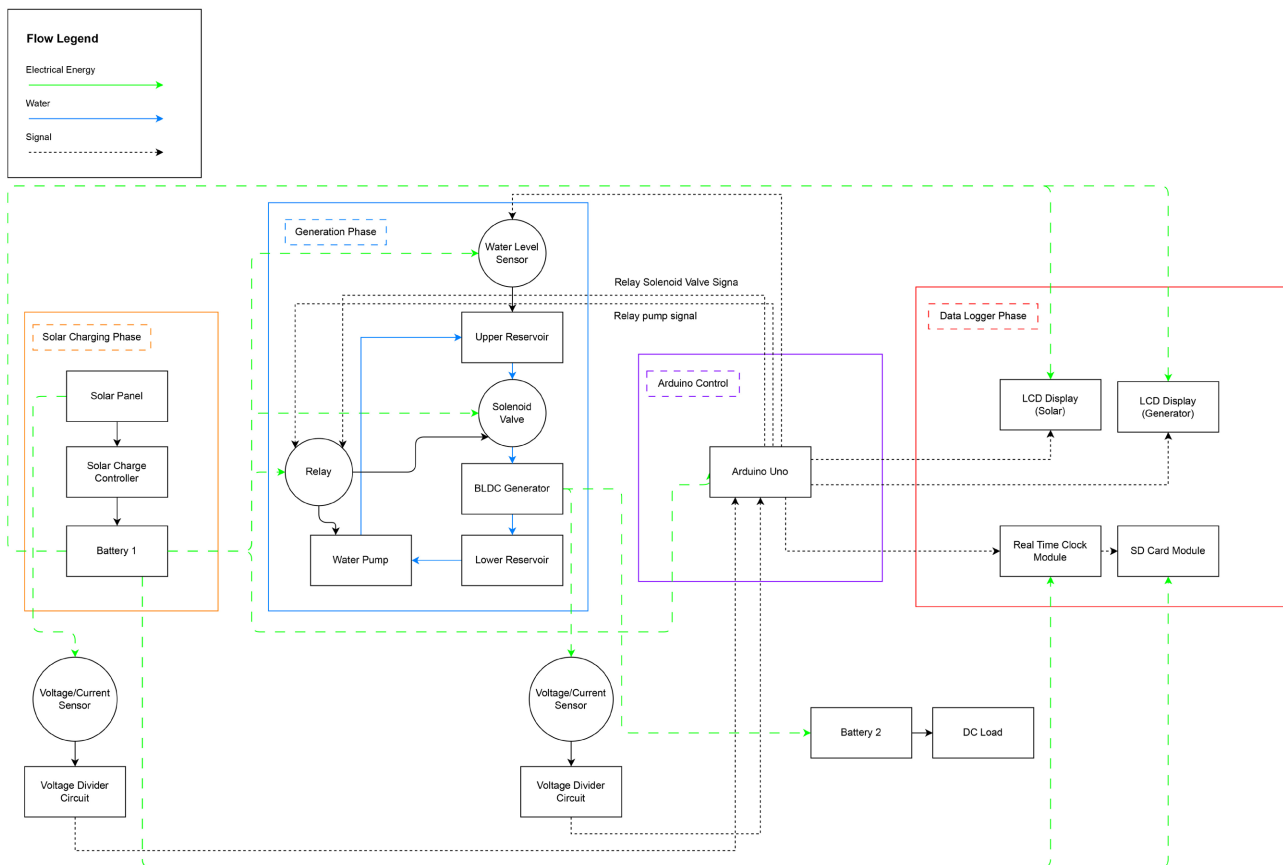 Flow Legend
Electrical Energy
Water
Signal
Generation Phase
Water Level
Sensor
Relay Solenoid Valve Signa
Relay pump signal
Upper Reservoir
Solenoid
Valve
Relay
BLDC Generator
Water Pump
Lower Reservoir
Solar Charging Phase
Solar Panel
Solar Charge
Controller
Battery 1
Arduino Control
Arduino Uno
Data Logger Phase
LCD Display
(Solar)
LCD Display
(Generator)
Real Time Clock
Module
SD Card Module
Voltage/Current
Sensor
Voltage Divider
Circuit
Voltage/Current
Sensor
Voltage Divider
Circuit
Battery 2
DC Load